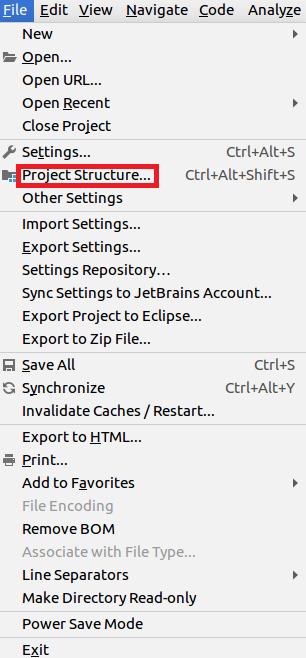 File Edit View Navigate Code Analyze
New
Open...
Open URL...
Open Recent
Close Project
Settings... Ctrl+Alt+S
Project Structure... Ctrl+Alt+Shift+S
Other Settings
Import Settings...
Export Settings...
Settings Repository...
Sync Settings to JetBrains Account...
Export Project to Eclipse...
Export to Zip File...
Save All Ctrl+S
Synchronize Ctrl+Alt+Y
Invalidate Caches / Restart...
Export to HTML...
Print...
Add to Favorites
File Encoding
Remove BOM
Associate with File Type...
Line Separators
Make Directory Read-only
Power Save Mode
Exit